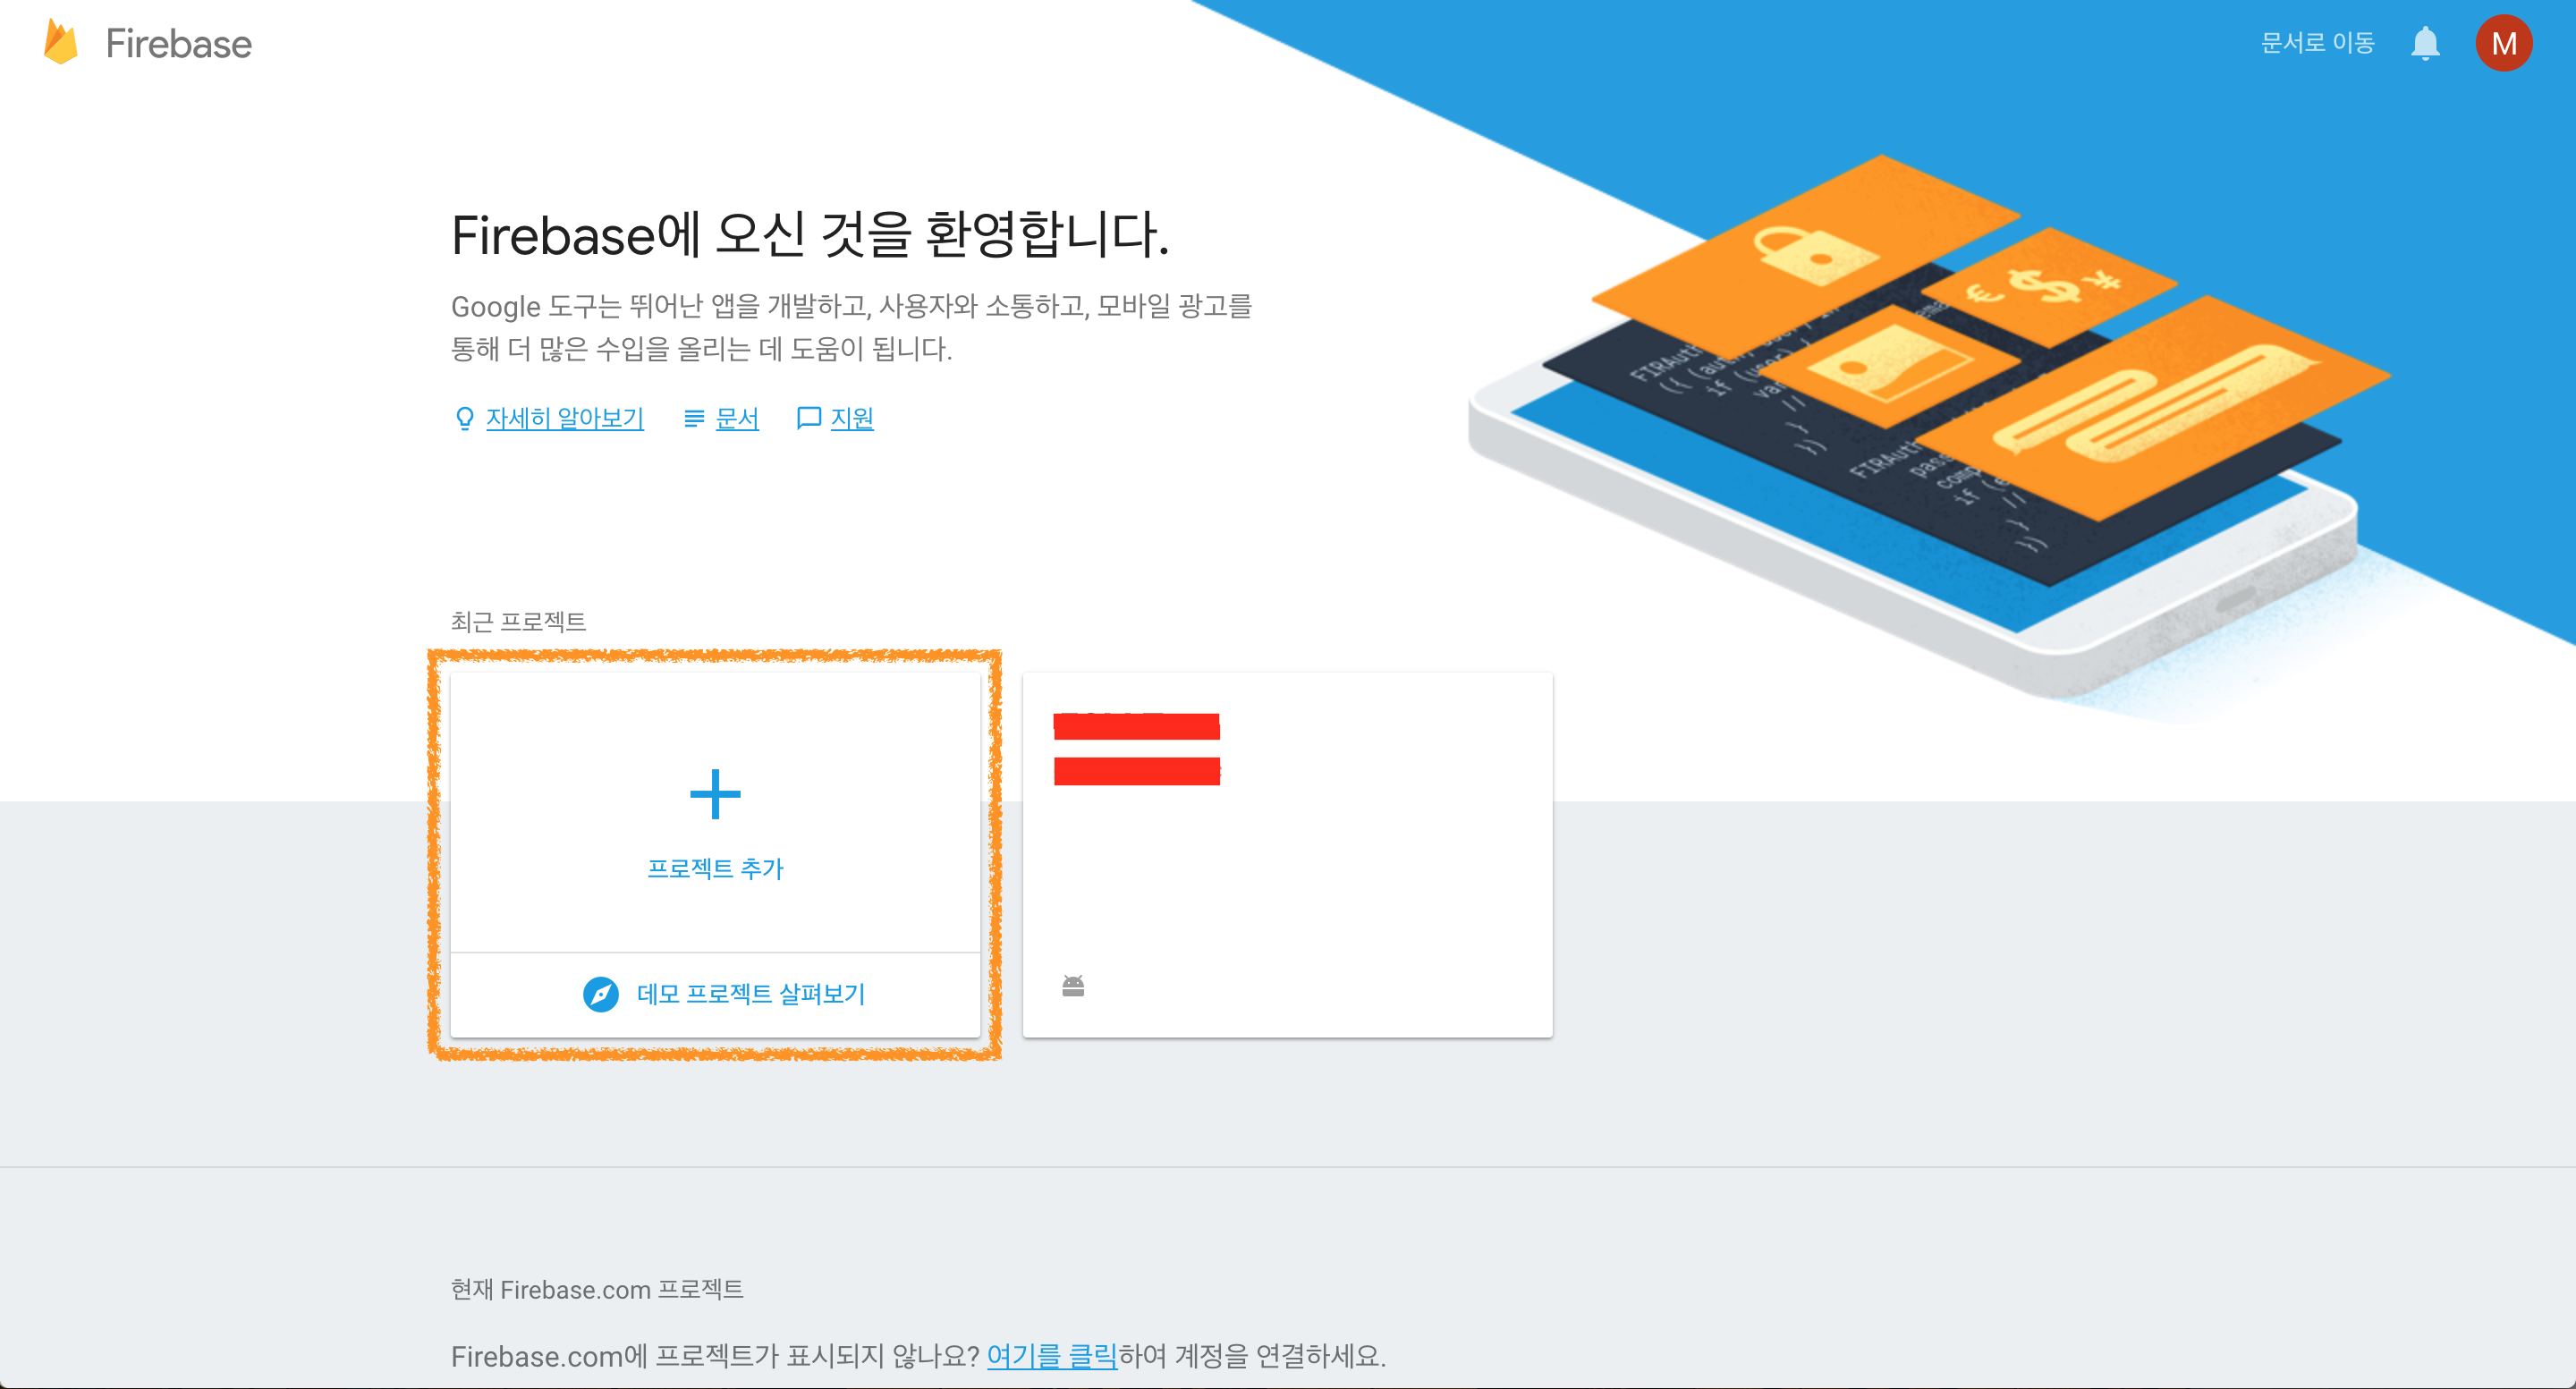 Firebase
문서로 이동
M
Firebase에 오신 것을 환영합니다.
Google 도구는 뛰어난 앱을 개발하고, 사용자와 소통하고, 모바일 광고를
통해 더 많은 수입을 올리는 데 도움이 됩니다.
자세히 알아보기 문서 지원
FIRAuth
if
//
}
})
FIRAuth
if
//
}
})
최근 프로젝트
프로젝트 추가
데모 프로젝트 살펴보기
현재 Firebase.com 프로젝트
Firebase.com에 프로젝트가 표시되지 않나요? 여기를 클릭하여 계정을 연결하세요.